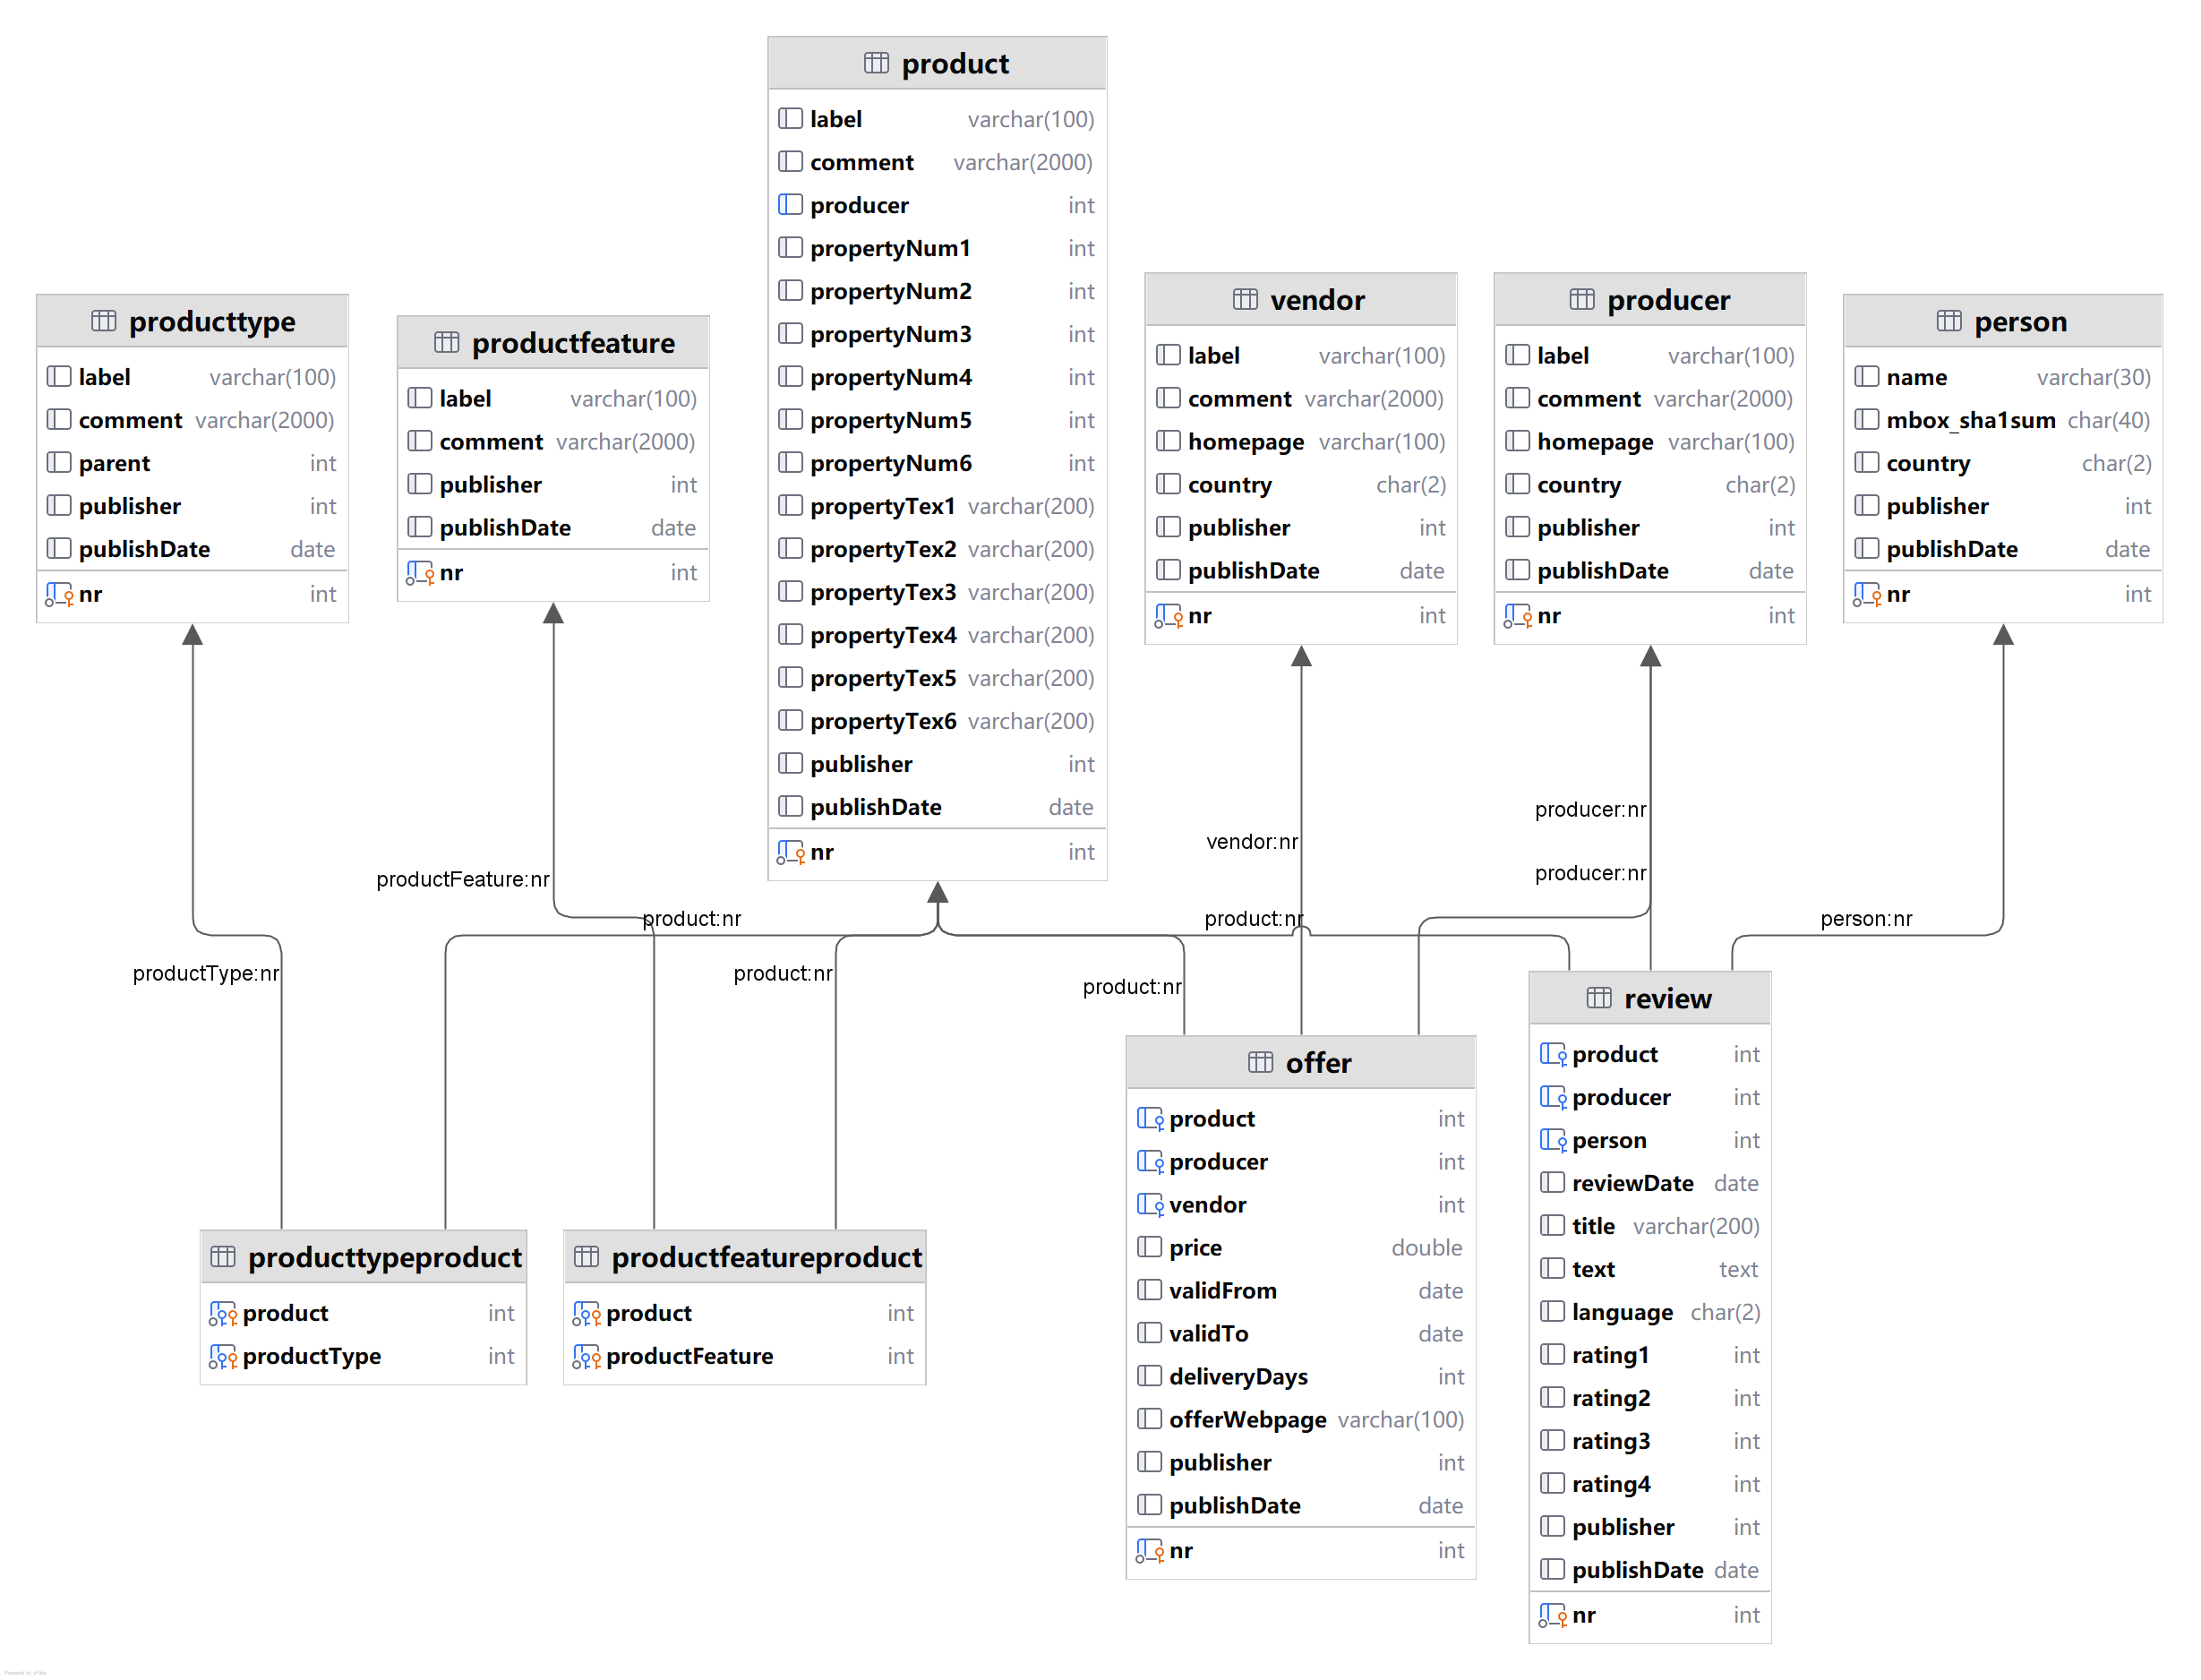 product
label varchar(100)
comment varchar(2000)
producer int
propertyNum1 int
propertyNum2 int
propertyNum3 int
propertyNum4 int
propertyNum5 int
propertyNum6 int
propertyTex1 varchar(200)
propertyTex2 varchar(200)
propertyTex3 varchar(200)
propertyTex4 varchar(200)
propertyTex5 varchar(200)
propertyTex6 varchar(200)
publisher int
publishDate date
nr int
producttype
label varchar(100)
comment varchar(2000)
parent int
publisher int
publishDate date
nr int
productfeature
label varchar(100)
comment varchar(2000)
publisher int
publishDate date
nr int
vendor
label varchar(100)
comment varchar(2000)
homepage varchar(100)
country char(2)
publisher int
publishDate date
nr int
producer
label varchar(100)
comment varchar(2000)
homepage varchar(100)
country char(2)
publisher int
publishDate date
nr int
person
name varchar(30)
mbox_sha1sum char(40)
country char(2)
publisher int
publishDate date
nr int
producer:nr
vendor:nr
producer:nr
productFeature:nr
product:nr
product:nr
person:nr
productType:nr
product:nr
product:nr
producttypeproduct
product int
productType int
productfeatureproduct
product int
productFeature int
offer
product int
producer int
vendor int
price double
validFrom date
validTo date
deliveryDays int
offerWebpage varchar(100)
publisher int
publishDate date
nr int
review
product int
producer int
person int
reviewDate date
title varchar(200)
text text
language char(2)
rating1 int
rating2 int
rating3 int
rating4 int
publisher int
publishDate date
nr int
Powered by yFiles